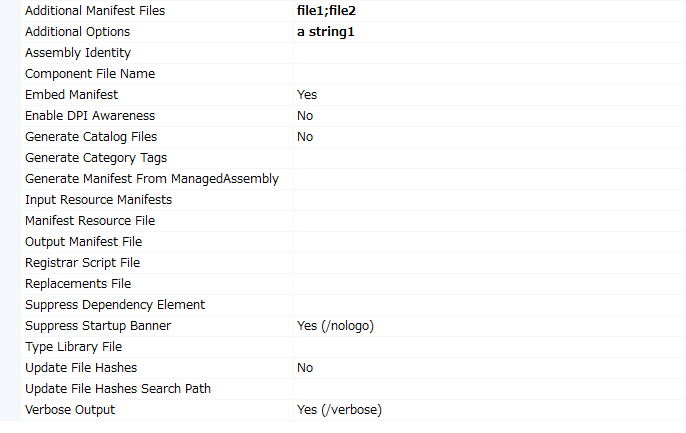 Additional Manifest Files file1;file2
Additional Options a string1
Assembly Identity
Component File Name
Embed Manifest Yes
Enable DPI Awareness No
Generate Catalog Files No
Generate Category Tags
Generate Manifest From ManagedAssembly
Input Resource Manifests
Manifest Resource File
Output Manifest File
Registrar Script File
Replacements File
Suppress Dependency Element
Suppress Startup Banner Yes (/nologo)
Type Library File
Update File Hashes No
Update File Hashes Search Path
Verbose Output Yes (/verbose)